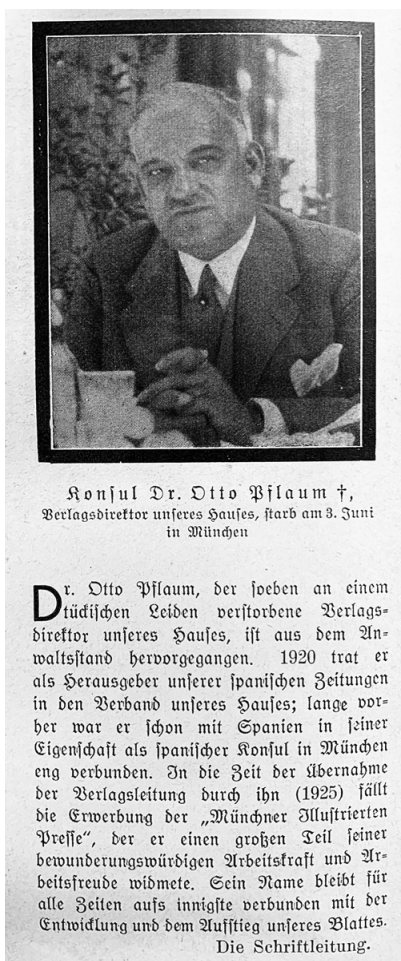 Konsul Dr. Otto Pflaum †,
Verlagsdirektor unseres Hauses, starb am 3. Juni
in München
Dr. Otto Pflaum, der soeben an einem
tückischen Leiden verstorbene Verlags-
direktor unseres Hauses, ist aus dem An-
waltsstand hervorgegangen. 1920 trat er
als Herausgeber unserer spanischen Zeitungen
in den Verband unseres Hauses; lange vor-
her war er schon mit Spanien in seiner
Eigenschaft als spanischer Konsul in München
eng verbunden. In die Zeit der Übernahme
der Verlagsleitung durch ihn (1925) fällt
die Erwerbung der „Münchner Illustrierten
Presse“, der er einen großen Teil seiner
bewunderungswürdigen Arbeitskraft und Ar-
beitsfreude widmete. Sein Name bleibt für
alle Zeiten aufs innigste verbunden mit der
Entwicklung und dem Aufstieg unseres Blattes.
Die Schriftleitung.